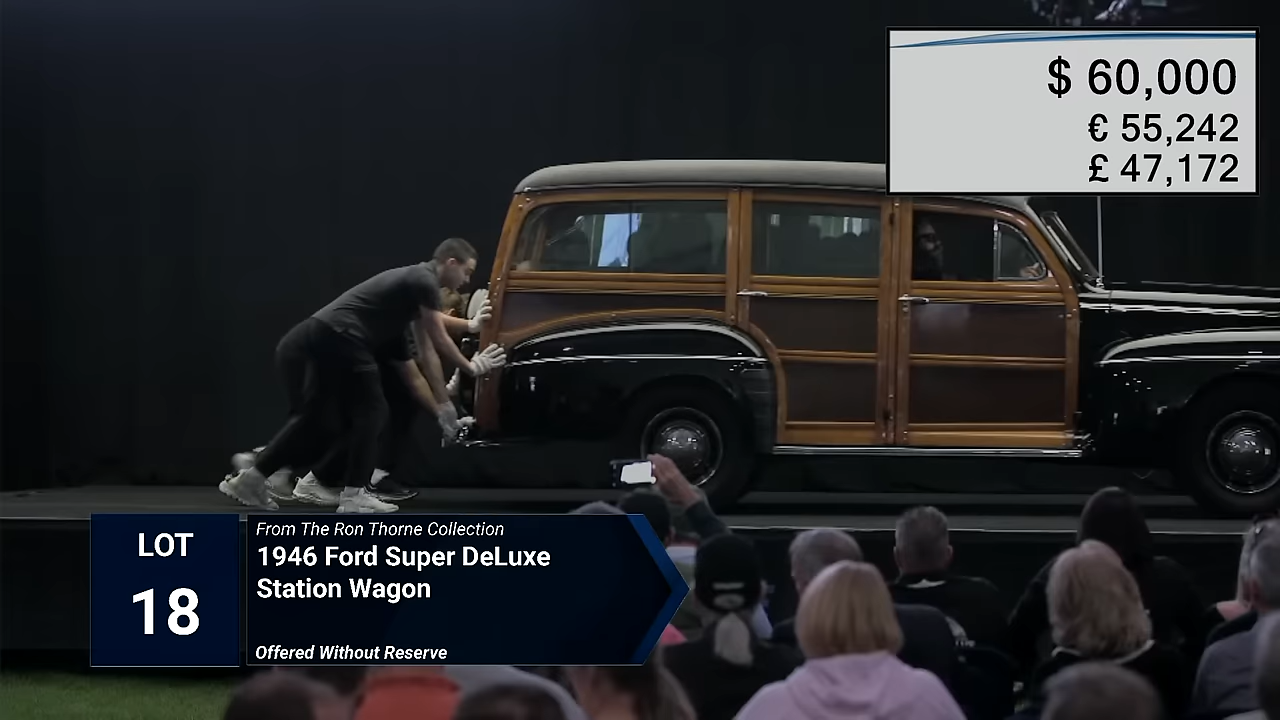 $ 60,000
€ 55,242
£ 47,172
LOT
18
From The Ron Thorne Collection
1946 Ford Super DeLuxe
Station Wagon
Offered Without Reserve